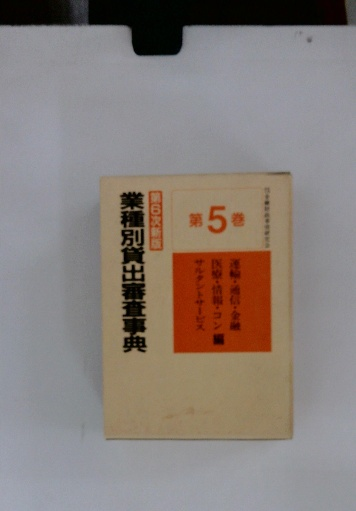 第6次新版
業種別貸出審査事典
第5巻
運輸・通信・金融
医療・情報・コン
サルタントサービス
編